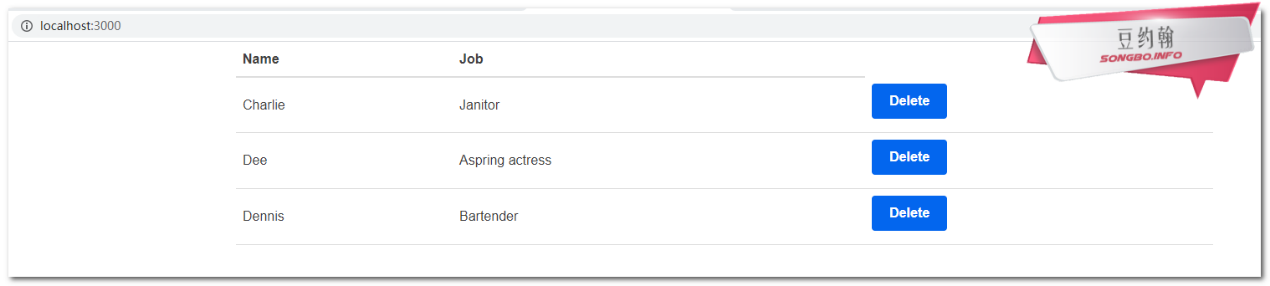 localhost:3000
豆约翰
SONGBO.INFO
Name Job
Charlie Janitor Delete
Dee Aspring actress Delete
Dennis Bartender Delete